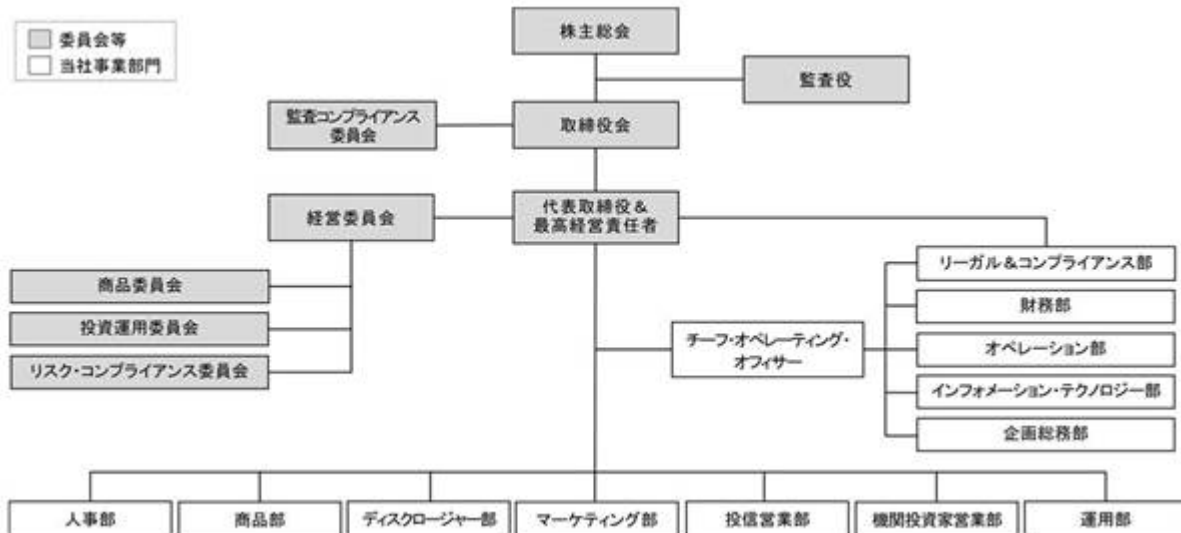 委員会等
当社事業部門
株主総会
監査役
監査コンプライアンス
委員会
取締役会
経営委員会
代表取締役&
最高経営責任者
商品委員会
投資運用委員会
リスク・コンプライアンス委員会
チーフ・オペレーティング・
オフィサー
リーガル&コンプライアンス部
財務部
オペレーション部
インフォメーション・テクノロジー部
企画総務部
人事部
商品部
ディスクロージャー部
マーケティング部
投信営業部
機関投資家営業部
運用部